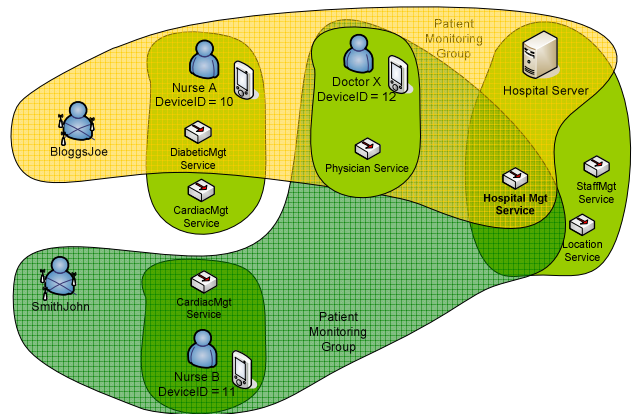 Patient
Monitoring
Group
Nurse A
DeviceID = 10
Doctor X
DeviceID = 12
Hospital Server
BloggsJoe
DiabeticMgt
Service
Physician Service
CardiacMgt
Service
Hospital Mgt
Service
StaffMgt
Service
Location
Service
SmithJohn
CardiacMgt
Service
Patient
Monitoring
Group
Nurse B
DeviceID = 11